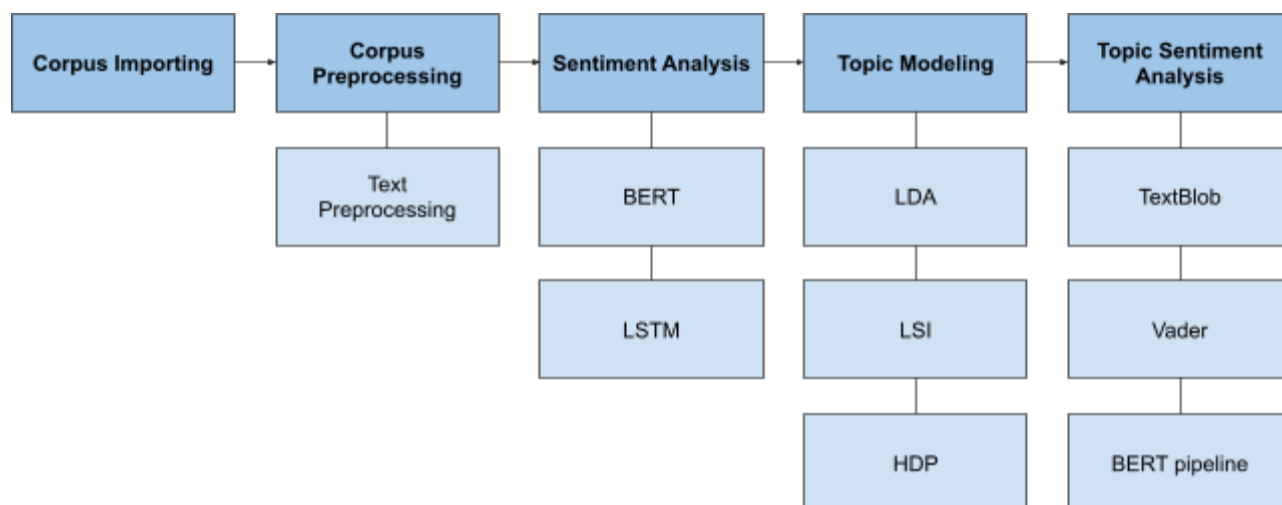 Corpus Importing
Corpus
Preprocessing
Sentiment Analysis
Topic Modeling
Topic Sentiment
Analysis
Text
Preprocessing
BERT
LDA
TextBlob
LSTM
LSI
Vader
HDP
BERT pipeline